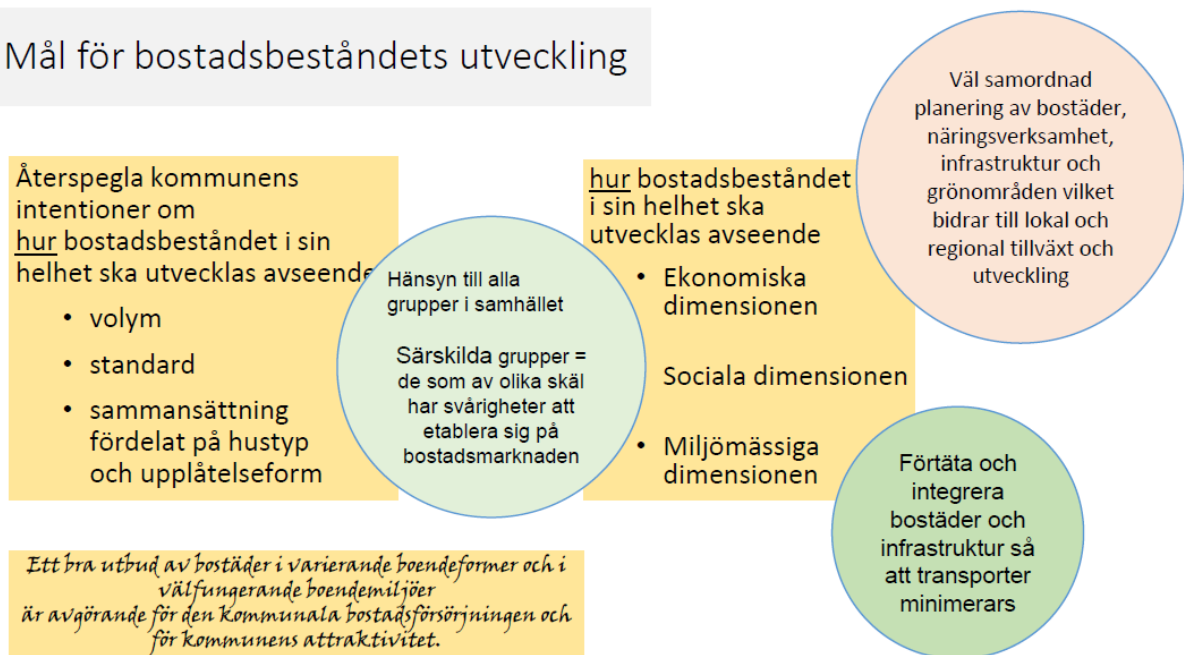 Mål för bostadsbeståndets utveckling
Återspegla kommunens
intentioner om
hur bostadsbeståndet i sin
helhet ska utvecklas avseende
• volym
• standard
• sammansättning
fördelat på hustyp
och upplåtelseform
Hänsyn till alla
grupper i samhället
Särskilda grupper =
de som av olika skäl
har svårigheter att
etablera sig på
bostadsmarknaden
hur bostadsbeståndet
i sin helhet ska
utvecklas avseende
• Ekonomiska
dimensionen
Sociala dimensionen
• Miljömässiga
dimensionen
Väl samordnad
planering av bostäder,
näringsverksamhet,
infrastruktur och
grönområden vilket
bidrar till lokal och
regional tillväxt och
utveckling
Förtäta och
integrera
bostäder och
infrastruktur så
att transporter
minimerars
Ett bra utbud av bostäder i varierande boendeformer och i
välfungerande boendemiljöer
är avgörande för den kommunala bostadsförsörjningen och
för kommunens attraktivitet.